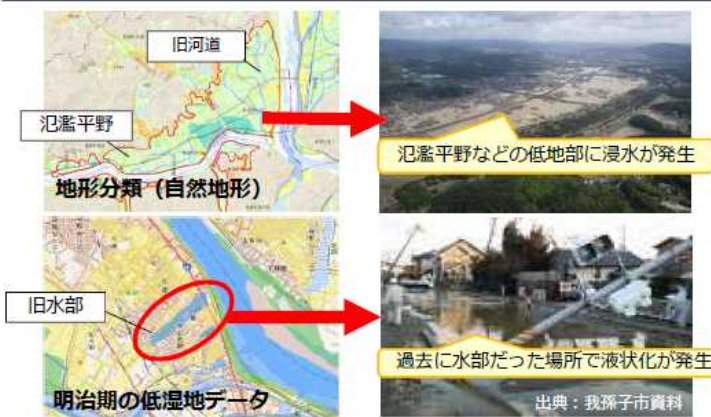 旧河道
氾濫平野
地形分類（自然地形）
氾濫平野などの低地部に浸水が発生
旧水部
明治期の低湿地データ
過去に水部だった場所で液状化が発生
出典：我孫子市資料